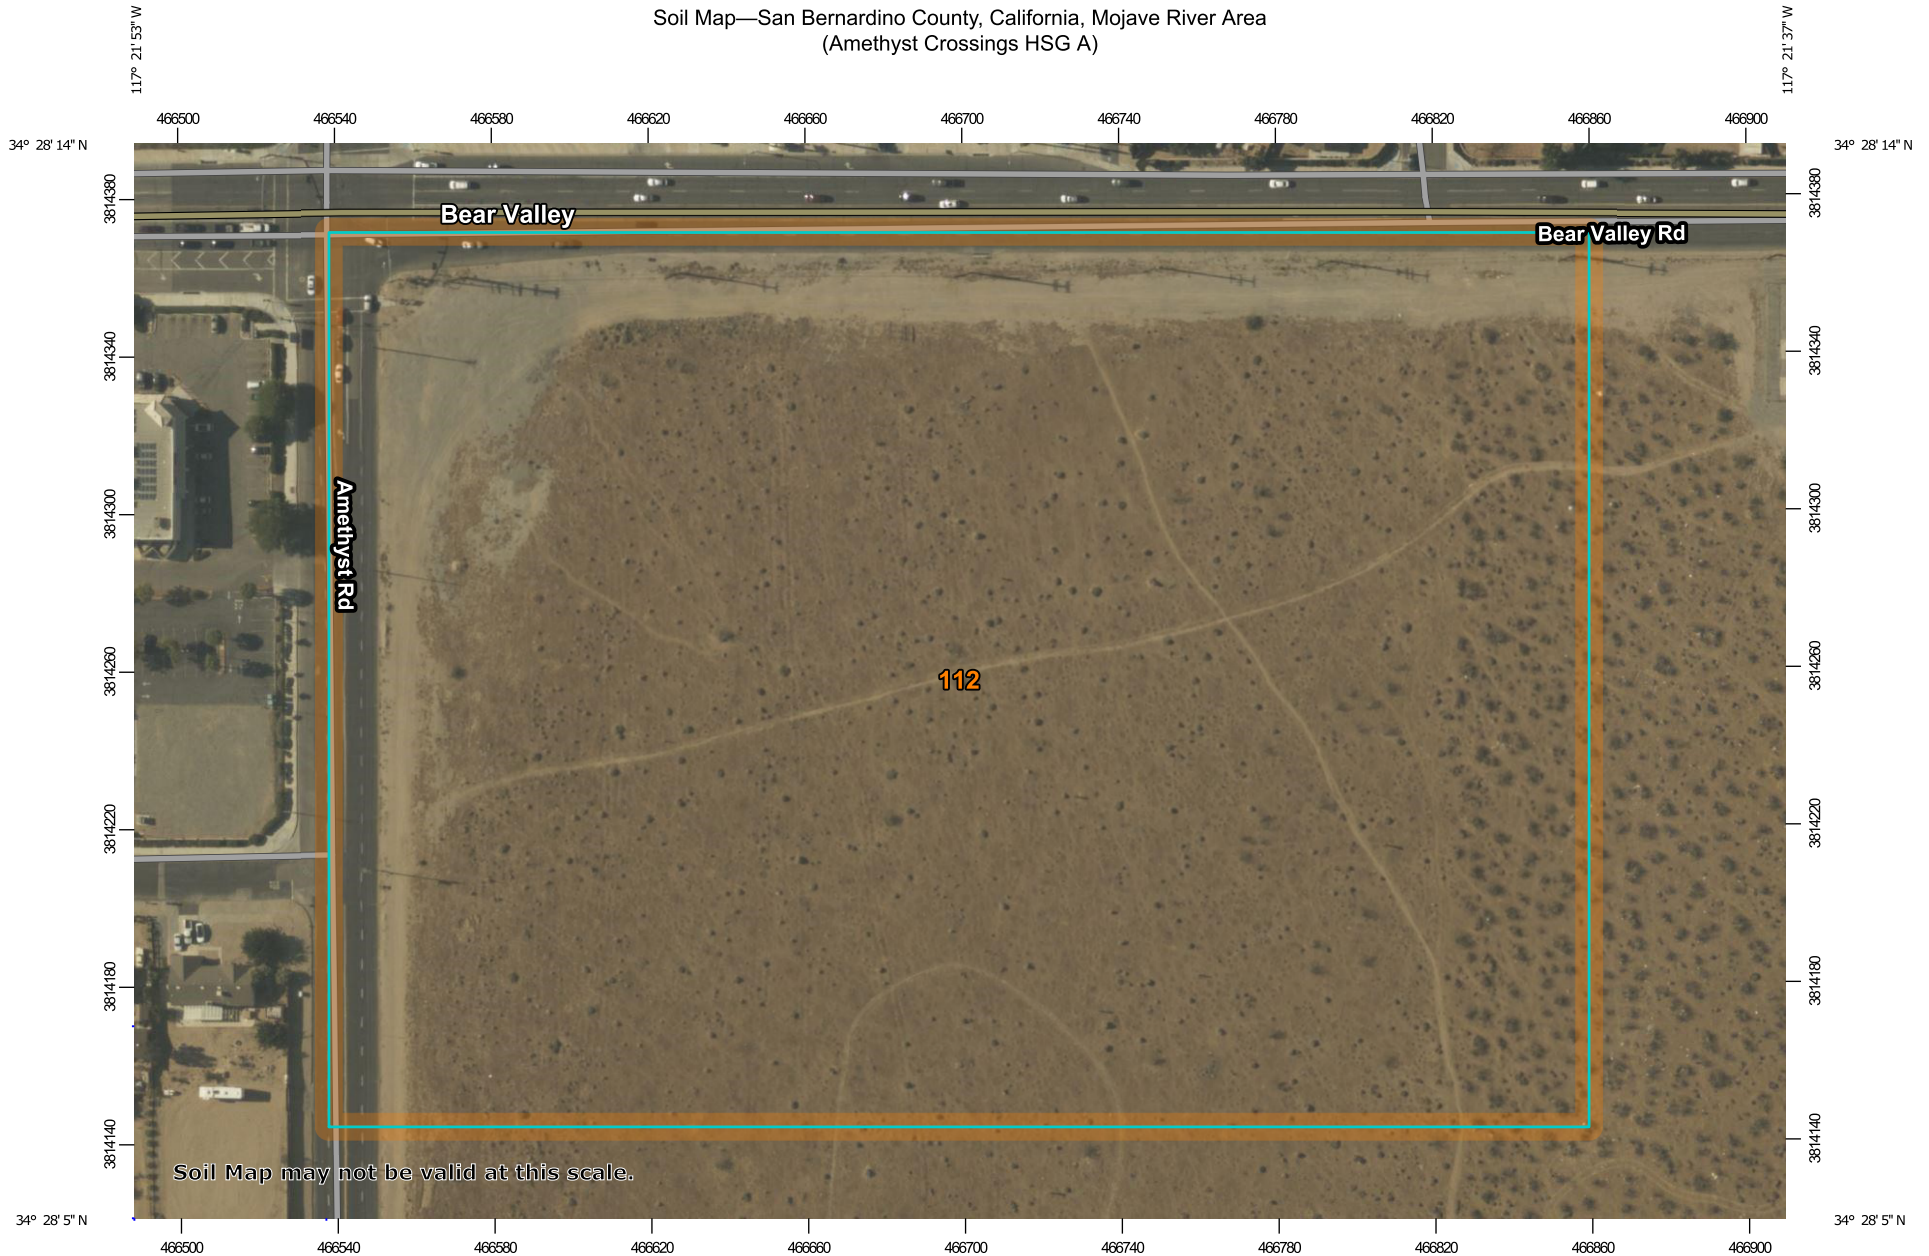 Soil Map—San Bernardino County, California, Mojave River Area
(Amethyst Crossings HSG A)
117° 21' 53'' W
117° 21' 37'' W
466500 466540 466580 466620 466660 466700 466740 466780 466820 466860 466900
34° 28' 14'' N
34° 28' 14'' N
3814380
3814380
Bear Valley
Bear Valley Rd
3814340
3814340
Amethyst Rd
3814300
3814300
3814260
3814260
112
3814220
3814220
3814180
3814180
3814140
3814140
Soil Map may not be valid at this scale.
34° 28' 5'' N
34° 28' 5'' N
466500 466540 466580 466620 466660 466700 466740 466780 466820 466860 466900